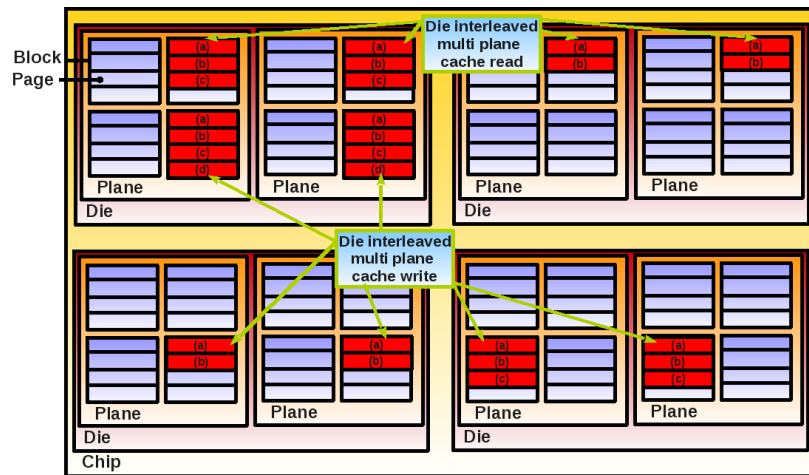 (a)
(b)
(c)
(a)
(b)
(c)
Die interleaved
multi plane
cache read
(a)
(b)
(a)
(b)
Block
Page
(a)
(b)
(c)
(d)
(a)
(b)
(c)
(d)
Plane
Plane
Plane
Plane
Die
Die
Die interleaved
multi plane
cache write
(a)
(b)
(a)
(b)
(a)
(b)
(c)
(a)
(b)
(c)
Plane
Plane
Plane
Plane
Die
Die
Chip